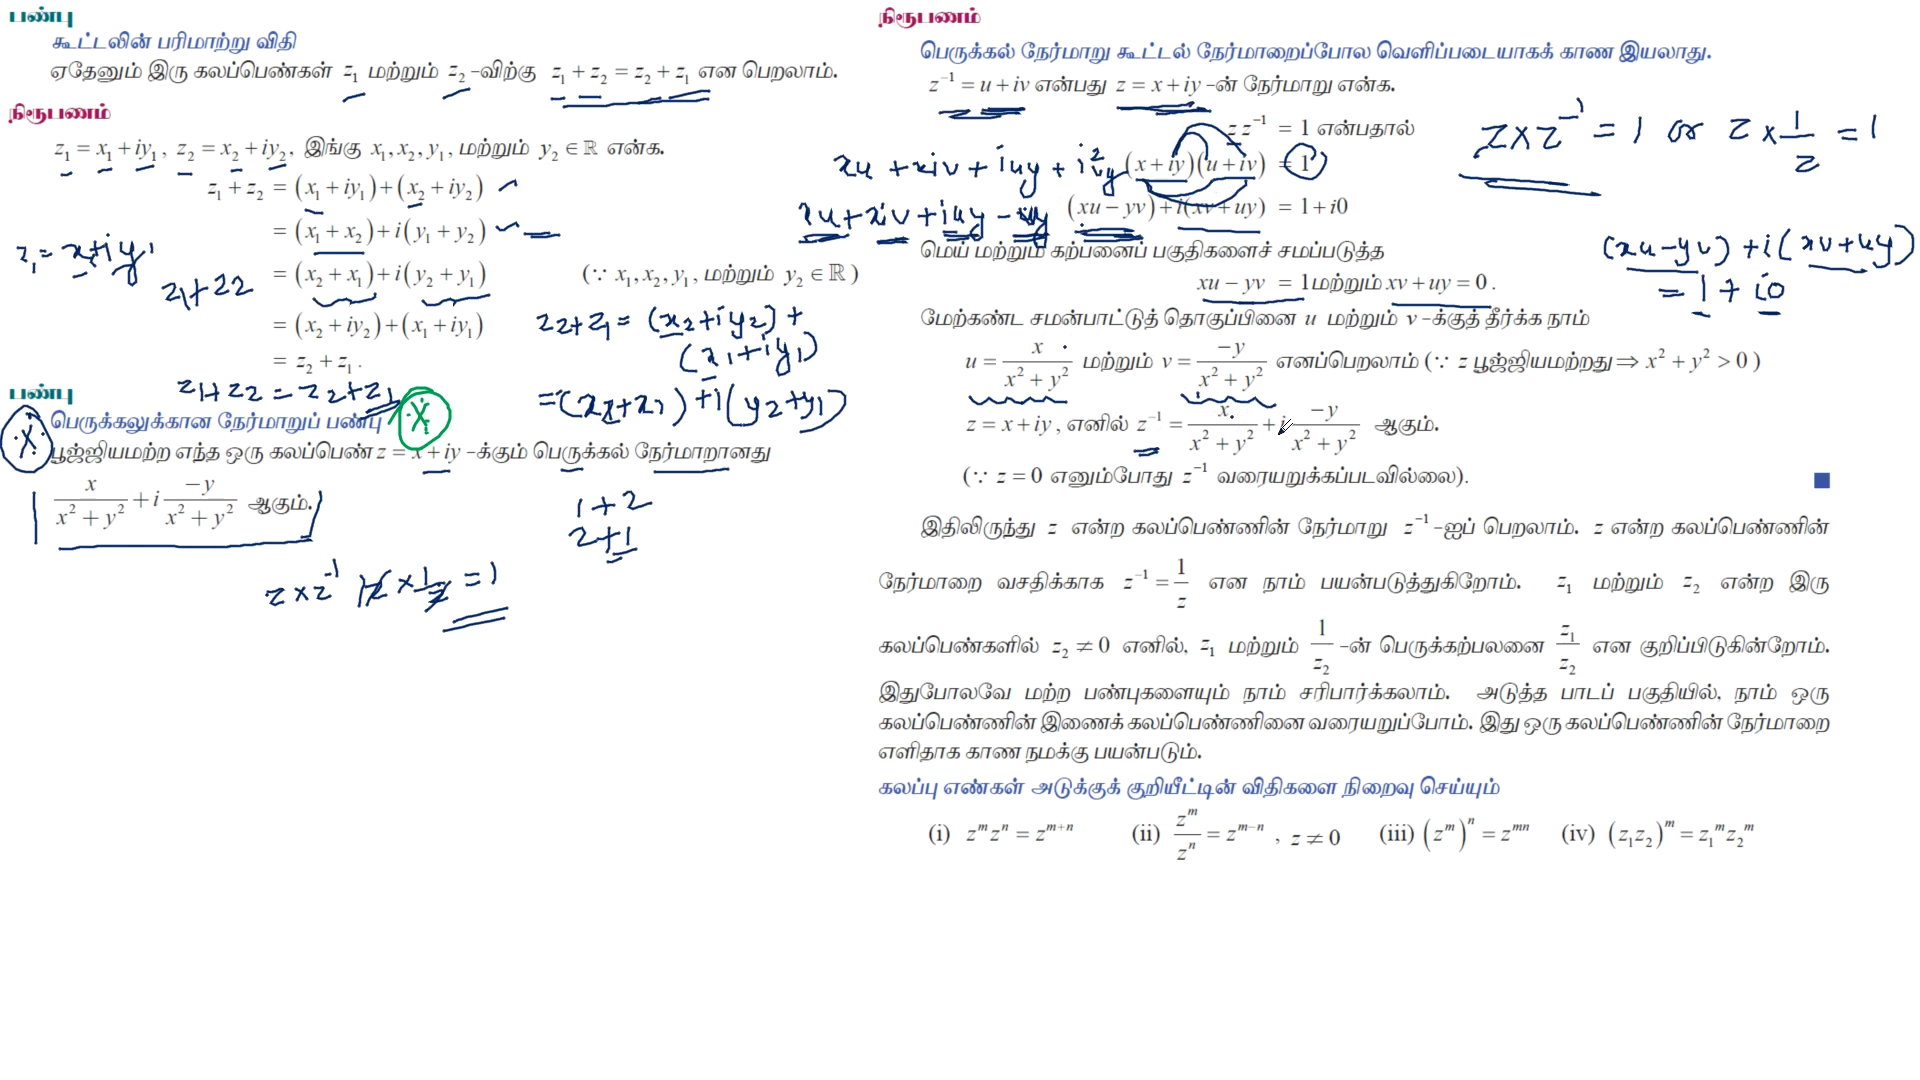 பண்பு
கூட்டலின் பரிமாற்று விதி
ஏதேனும் இரு கலப்பெண்கள் z₁ மற்றும் z₂ -விற்கு z₁ + z₂ = z₂ + z₁ என பெறலாம்.
நிரூபணம்
z₁ = x₁ + iy₁, z₂ = x₂ + iy₂, இங்கு x₁, x₂, y₁, மற்றும் y₂ ∈ ℝ என்க.
z₁ + z₂ = (x₁ + iy₁) + (x₂ + iy₂)
= (x₁ + x₂) + i(y₁ + y₂)
z₁ = x₁ + iy₁
= (x₂ + x₁) + i(y₂ + y₁) (∵ x₁, x₂, y₁, மற்றும் y₂ ∈ ℝ)
z1+z2
= (x₂ + iy₂) + (x₁ + iy₁)
z2+z1 = (x2+iy2) +
(x1+iy1)
= z₂ + z₁.
z1+z2 = z2+z1
=(x2+x1)+i(y2+y1)
பண்பு
பெருக்கலுக்கான நேர்மாறுப் பண்பு
பூஜ்ஜியமற்ற எந்த ஒரு கலப்பெண் z = x + iy -க்கும் பெருக்கல் நேர்மாறானது
x/(x² + y²) + i -y/(x² + y²) ஆகும்.
1+2
2+1
z×z⁻¹ z×1/z = 1
நிரூபணம்
பெருக்கல் நேர்மாறு கூட்டல் நேர்மாறைப்போல வெளிப்படையாகக் காண இயலாது.
z⁻¹ = u + iv என்பது z = x + iy -ன் நேர்மாறு என்க.
z z⁻¹ = 1 என்பதால்
z×z⁻¹ = 1 or z×1/z = 1
xu + xiv + iuy + i²vy (x + iy)(u + iv) = 1
xu+xiv+iuy-vy (xu − yv) + i(xv + uy) = 1 + i0
மெய் மற்றும் கற்பனைப் பகுதிகளைச் சமப்படுத்த
(xu-yv)+i(xv+uy)
= 1 + i0
xu − yv = 1 மற்றும் xv + uy = 0.
மேற்கண்ட சமன்பாட்டுத் தொகுப்பினை u மற்றும் v -க்குத் தீர்க்க நாம்
u = x/(x² + y²) மற்றும் v = -y/(x² + y²) எனப்பெறலாம் (∵ z பூஜ்ஜியமற்றது ⇒ x² + y² > 0)
z = x + iy, எனில் z⁻¹ = x/(x² + y²) + i -y/(x² + y²) ஆகும்.
(∵ z = 0 எனும்போது z⁻¹ வரையறுக்கப்படவில்லை).
இதிலிருந்து z என்ற கலப்பெண்ணின் நேர்மாறு z⁻¹ -ஐப் பெறலாம். z என்ற கலப்பெண்ணின்
நேர்மாறை வசதிக்காக z⁻¹ = 1/z என நாம் பயன்படுத்துகிறோம். z₁ மற்றும் z₂ என்ற இரு
கலப்பெண்களில் z₂ ≠ 0 எனில், z₁ மற்றும் 1/z₂ -ன் பெருக்கற்பலனை z₁/z₂ என குறிப்பிடுகின்றோம்.
இதுபோலவே மற்ற பண்புகளையும் நாம் சரிபார்க்கலாம். அடுத்த பாடப் பகுதியில், நாம் ஒரு
கலப்பெண்ணின் இணைக் கலப்பெண்ணினை வரையறுப்போம். இது ஒரு கலப்பெண்ணின் நேர்மாறை
எளிதாக காண நமக்கு பயன்படும்.
கலப்பு எண்கள் அடுக்குக் குறியீட்டின் விதிகளை நிறைவு செய்யும்
(i) zᵐzⁿ = zᵐ⁺ⁿ (ii) zᵐ/zⁿ = zᵐ⁻ⁿ, z ≠ 0 (iii) (zᵐ)ⁿ = zᵐⁿ (iv) (z₁z₂)ᵐ = z₁ᵐz₂ᵐ